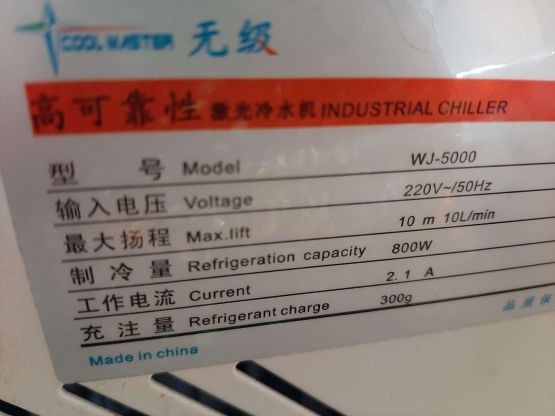 COOL MASTER 无级
高可靠性 激光冷水机 INDUSTRIAL CHILLER
型 号 Model WJ-5000
输入电压 Voltage 220V~/50Hz
最大扬程 Max.lift 10 m 10L/min
制冷量 Refrigeration capacity 800W
工作电流 Current 2.1 A
充注量 Refrigerant charge 300g
品质保
Made in china